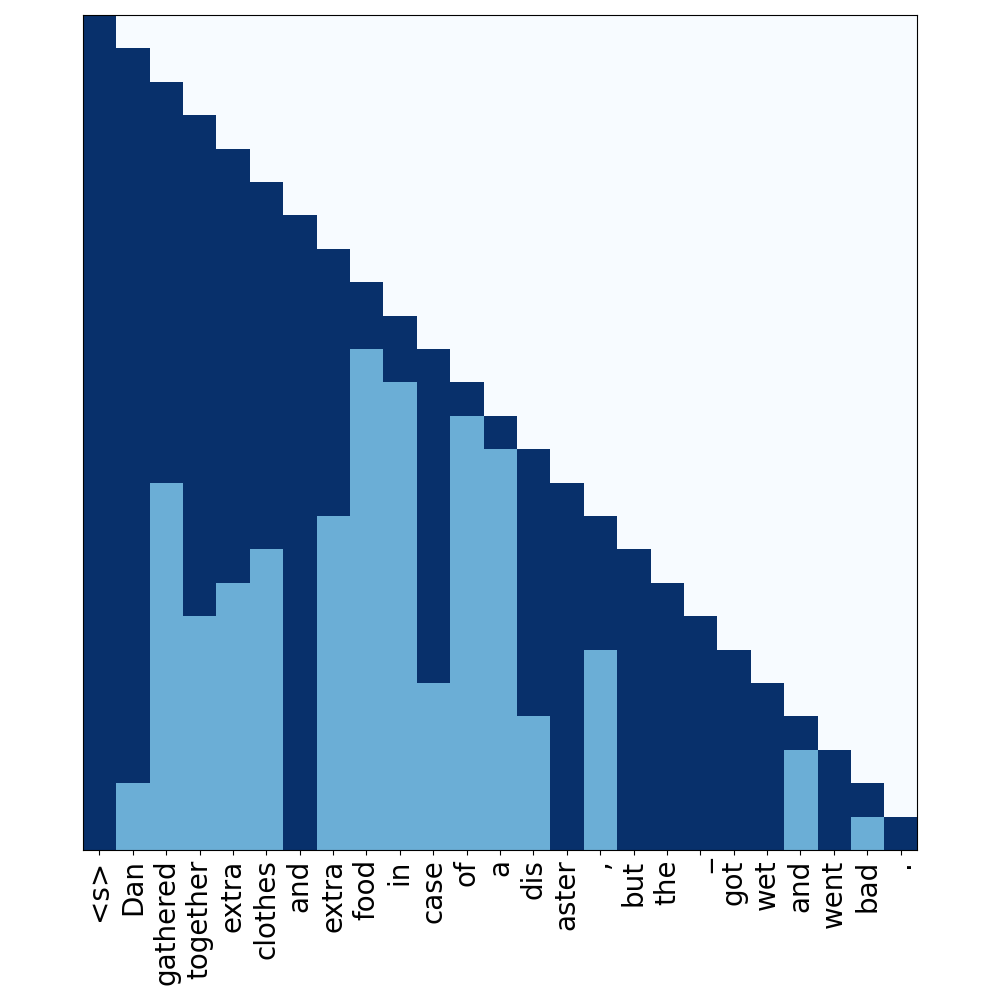 <s>
Dan
gathered
together
extra
clothes
and
extra
food
in
case
of
a
dis
aster
,
but
the
_
got
wet
and
went
bad
.